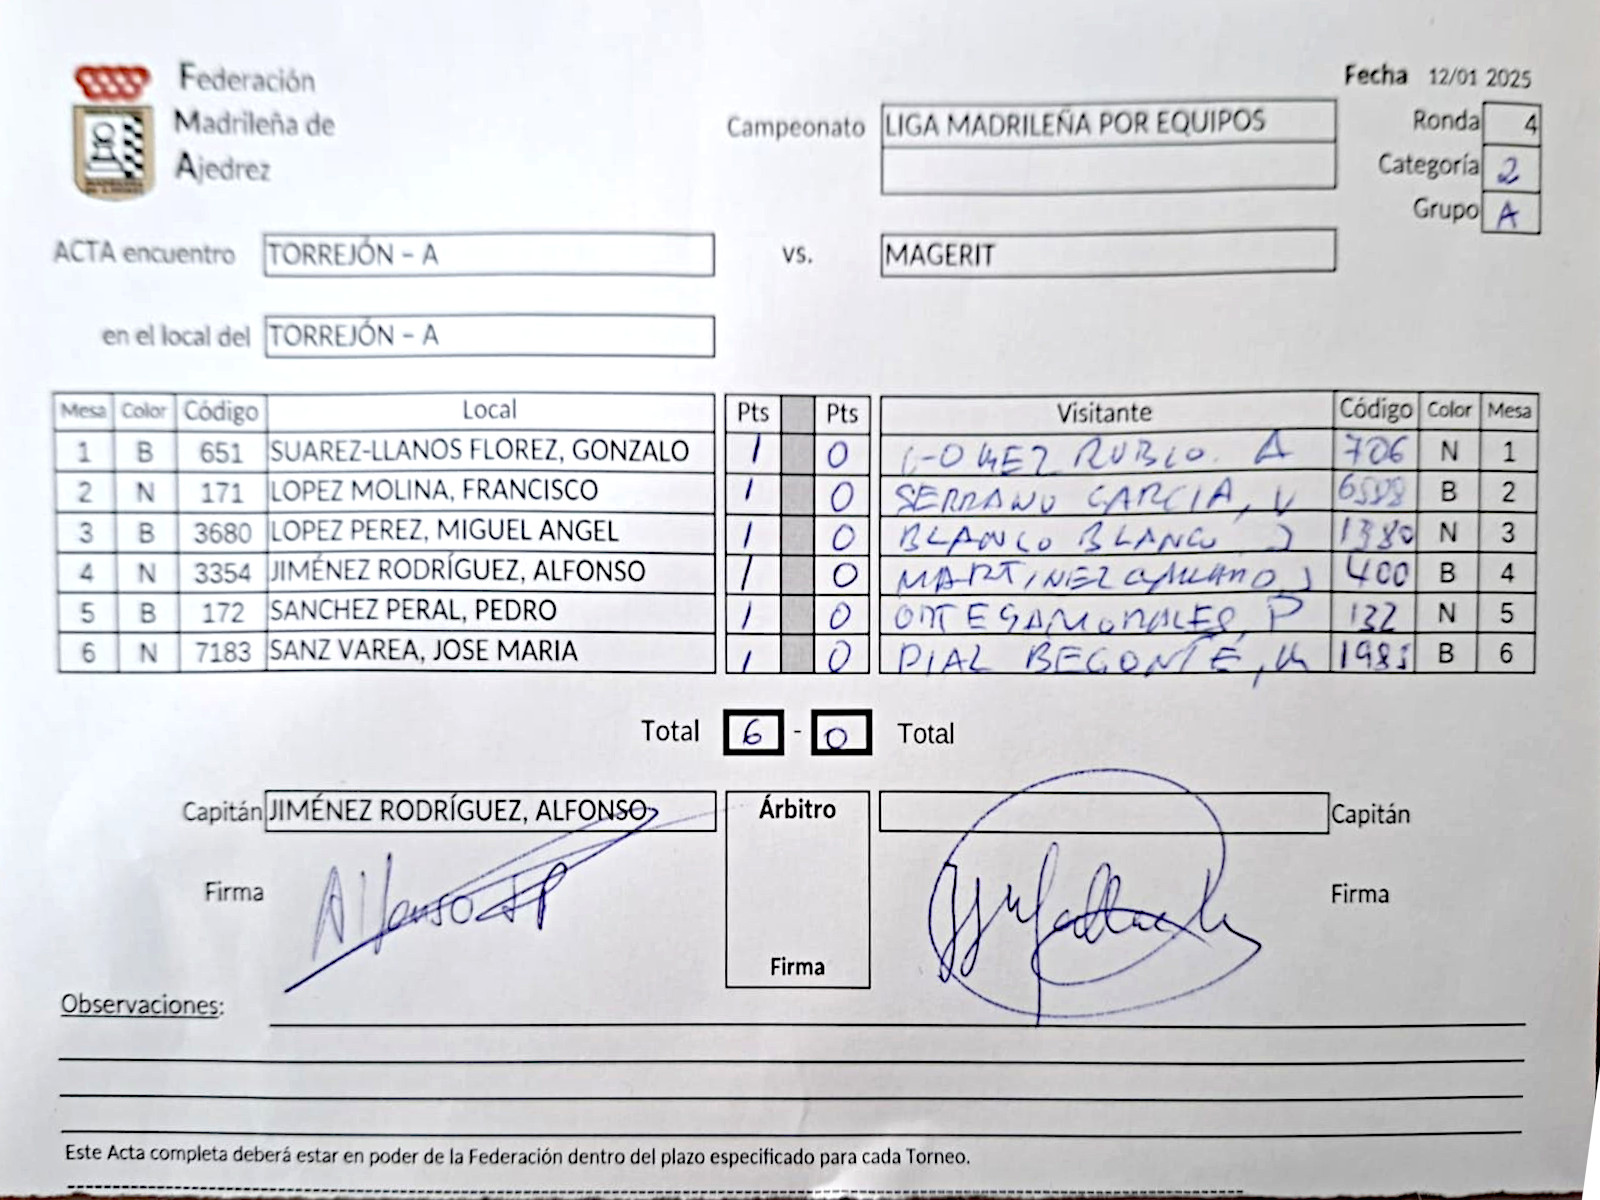 Federación
Madrileña de
Ajedrez
Fecha 12/01 2025
Campeonato LIGA MADRILEÑA POR EQUIPOS
Ronda 4
Categoría 2
Grupo A
ACTA encuentro TORREJÓN - A vs. MAGERIT
en el local del TORREJÓN - A
Mesa Color Código Local Pts Pts Visitante Código Color Mesa
1 B 651 SUAREZ-LLANOS FLOREZ, GONZALO 1 0 GOMEZ RUBIO. A 706 N 1
2 N 171 LOPEZ MOLINA, FRANCISCO 1 0 SERRANO GARCIA, V B 2
3 B 3680 LOPEZ PEREZ, MIGUEL ANGEL 1 0 BLANCO BLANCO J 1380 N 3
4 N 3354 JIMÉNEZ RODRÍGUEZ, ALFONSO 1 0 MARTINEZ J 400 B 4
5 B 172 SANCHEZ PERAL, PEDRO 1 0 ORTEGA MORALES, P 132 N 5
6 N 7183 SANZ VAREA, JOSE MARIA 1 0 B 6
Total 6 - 0 Total
Capitán JIMÉNEZ RODRÍGUEZ, ALFONSO Árbitro Capitán
Firma Alfonso JR Firma
Firma
Observaciones:
Este Acta completa deberá estar en poder de la Federación dentro del plazo especificado para cada Torneo.